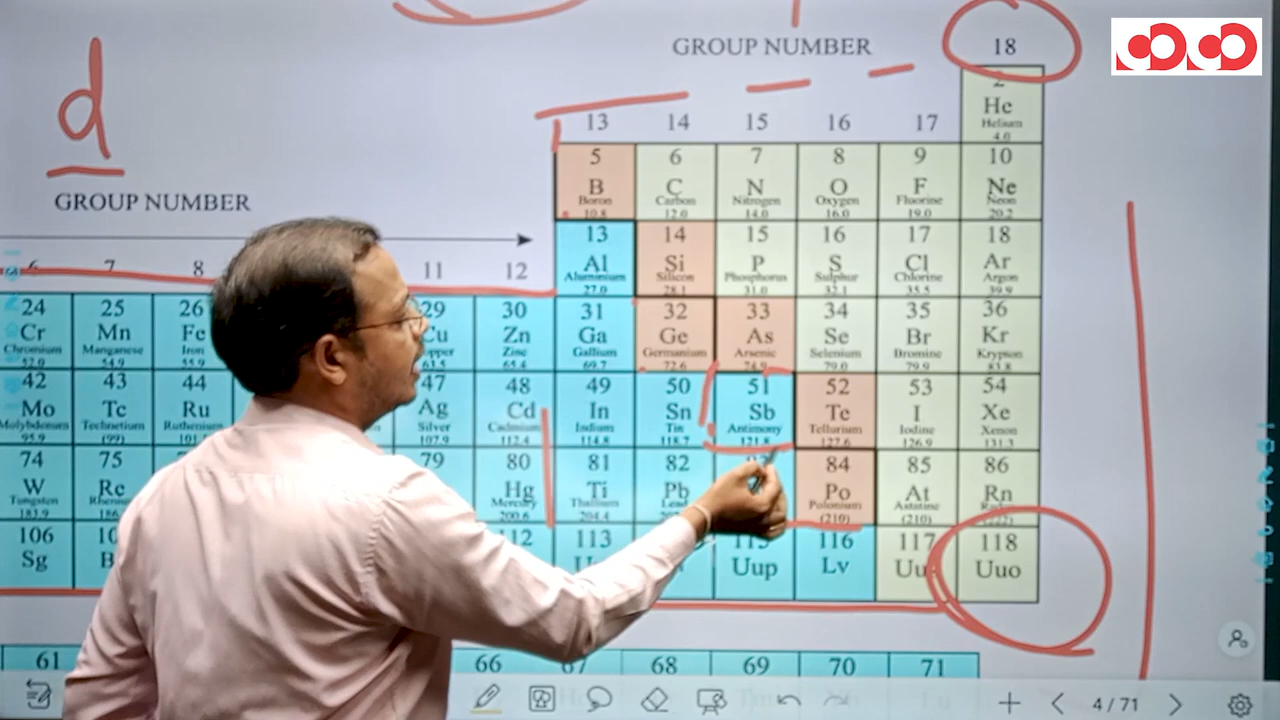 GROUP NUMBER 18
d
2
He
Helium
4.0
13 14 15 16 17
GROUP NUMBER
5 6 7 8 9 10
B C N O F Ne
Boron Carbon Nitrogen Oxygen Fluorine Neon
10.8 12.0 14.0 16.0 19.0 20.2
6 7 8 11 12
13 14 15 16 17 18
Al Si P S Cl Ar
Aluminium Silicon Phosphorus Sulphur Chlorine Argon
27.0 28.1 31.0 32.1 35.5 39.9
24 25 26 29 30 31 32 33 34 35 36
Cr Mn Fe Cu Zn Ga Ge As Se Br Kr
Chromium Manganese Iron Zinc Gallium Germanium Arsenic Selenium Bromine Krypson
52.0 54.9 55.9 61.5 65.4 69.7 72.6 74.9 79.0 79.9 83.8
42 43 44 47 48 49 50 51 52 53 54
Mo Tc Ru Ag Cd In Sn Sb Te I Xe
Molybdenum Technetium Ruthenium Silver Cadmium Indium Tin Antimony Tellurium Iodine Xenon
95.9 (99) 107.9 112.4 114.8 118.7 121.8 127.6 126.9 131.3
74 75 79 80 81 82 84 85 86
W Re Hg Ti Pb Po At Rn
Tungsten Mercury Thallium Lead Polonium Astatine
183.9 200.6 204.4 (210) (210) (222)
106 112 113 115 116 117 118
Sg Uup Lv Uuo
61 66 67 68 69 70 71
4/71